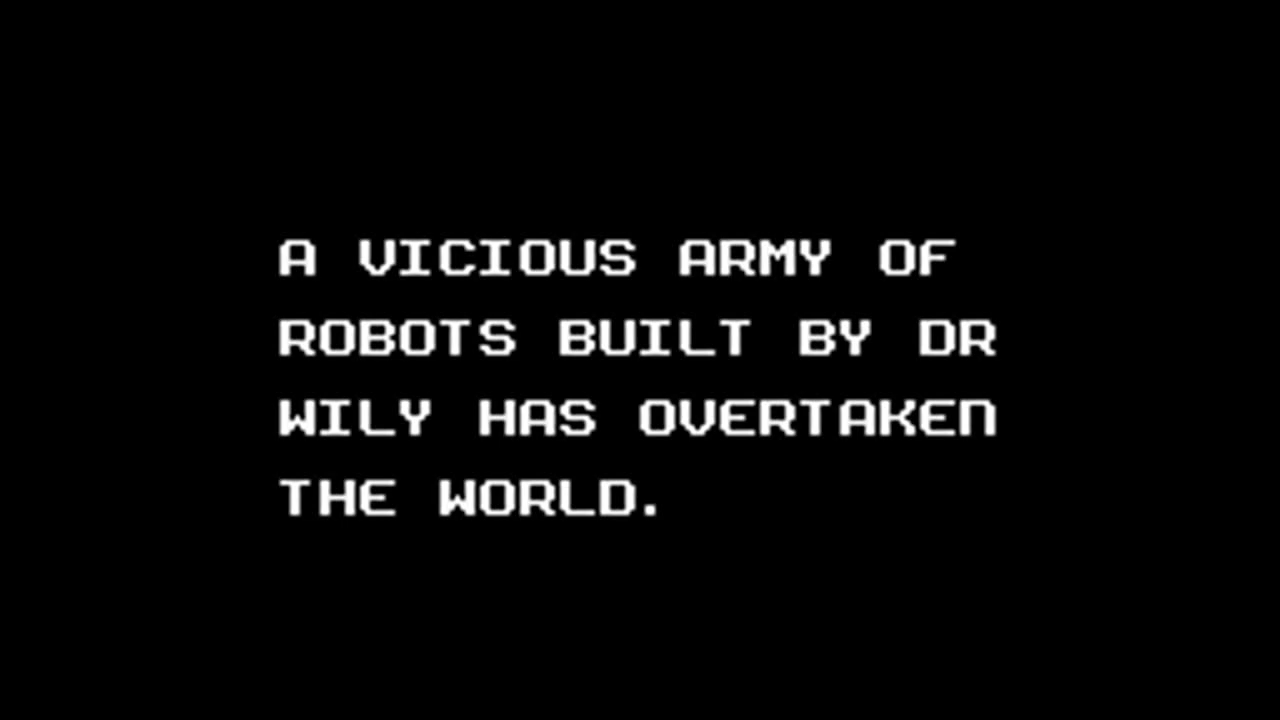 A VICIOUS ARMY OF
ROBOTS BUILT BY DR
WILY HAS OVERTAKEN
THE WORLD.